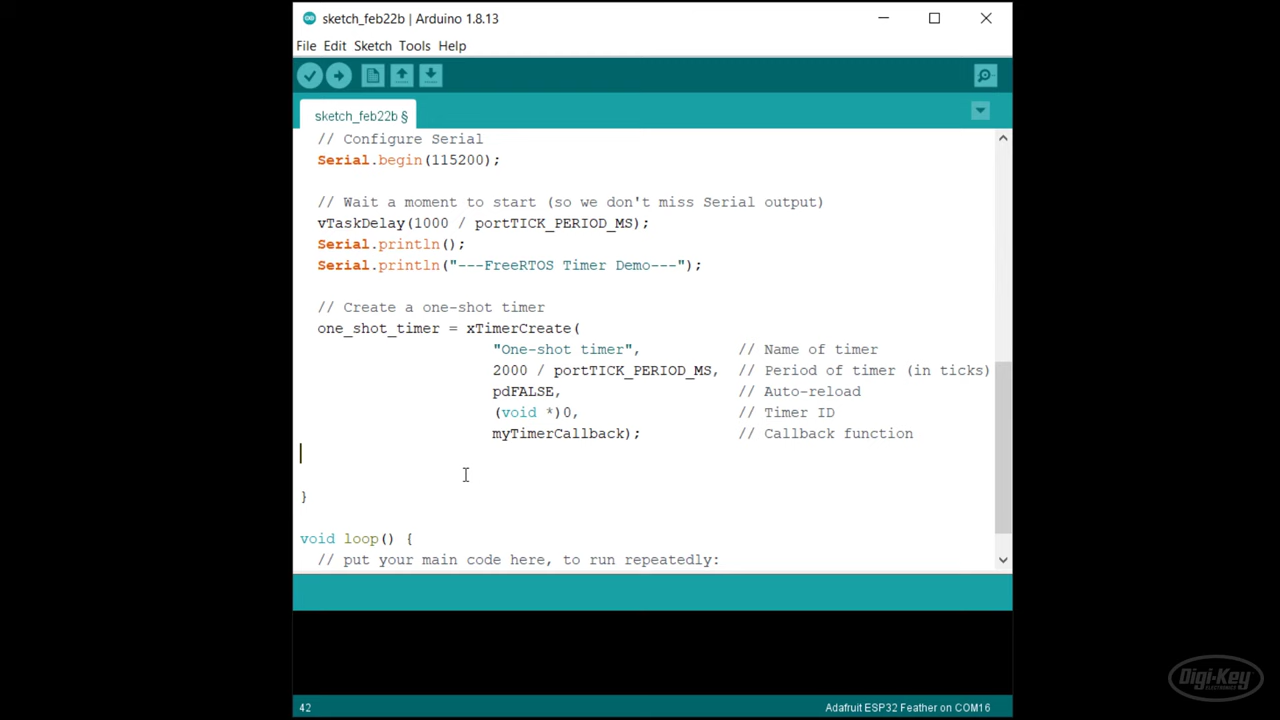 sketch_feb22b | Arduino 1.8.13
File Edit Sketch Tools Help
sketch_feb22b §
// Configure Serial
Serial.begin(115200);
// Wait a moment to start (so we don't miss Serial output)
vTaskDelay(1000 / portTICK_PERIOD_MS);
Serial.println();
Serial.println("---FreeRTOS Timer Demo---");
// Create a one-shot timer
one_shot_timer = xTimerCreate(
"One-shot timer", // Name of timer
2000 / portTICK_PERIOD_MS, // Period of timer (in ticks)
pdFALSE, // Auto-reload
(void *)0, // Timer ID
myTimerCallback); // Callback function
}
void loop() {
// put your main code here, to run repeatedly:
42 Adafruit ESP32 Feather on COM16
Digi-Key
ELECTRONICS